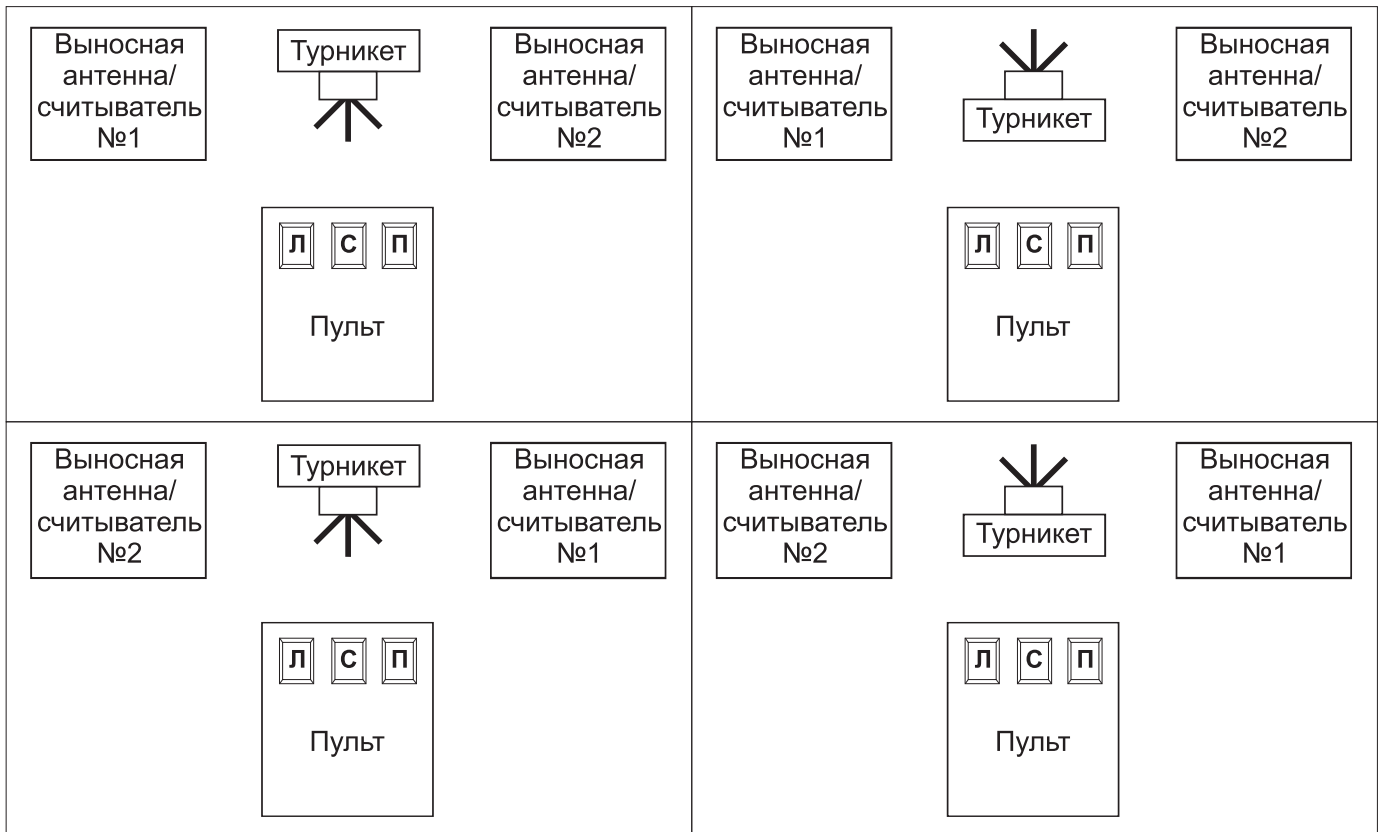 Выносная
антенна/
считыватель
№1
Турникет
Выносная
антенна/
считыватель
№2
Л С П
Пульт
Выносная
антенна/
считыватель
№1
Турникет
Выносная
антенна/
считыватель
№2
Л С П
Пульт
Выносная
антенна/
считыватель
№2
Турникет
Выносная
антенна/
считыватель
№1
Л С П
Пульт
Выносная
антенна/
считыватель
№2
Турникет
Выносная
антенна/
считыватель
№1
Л С П
Пульт